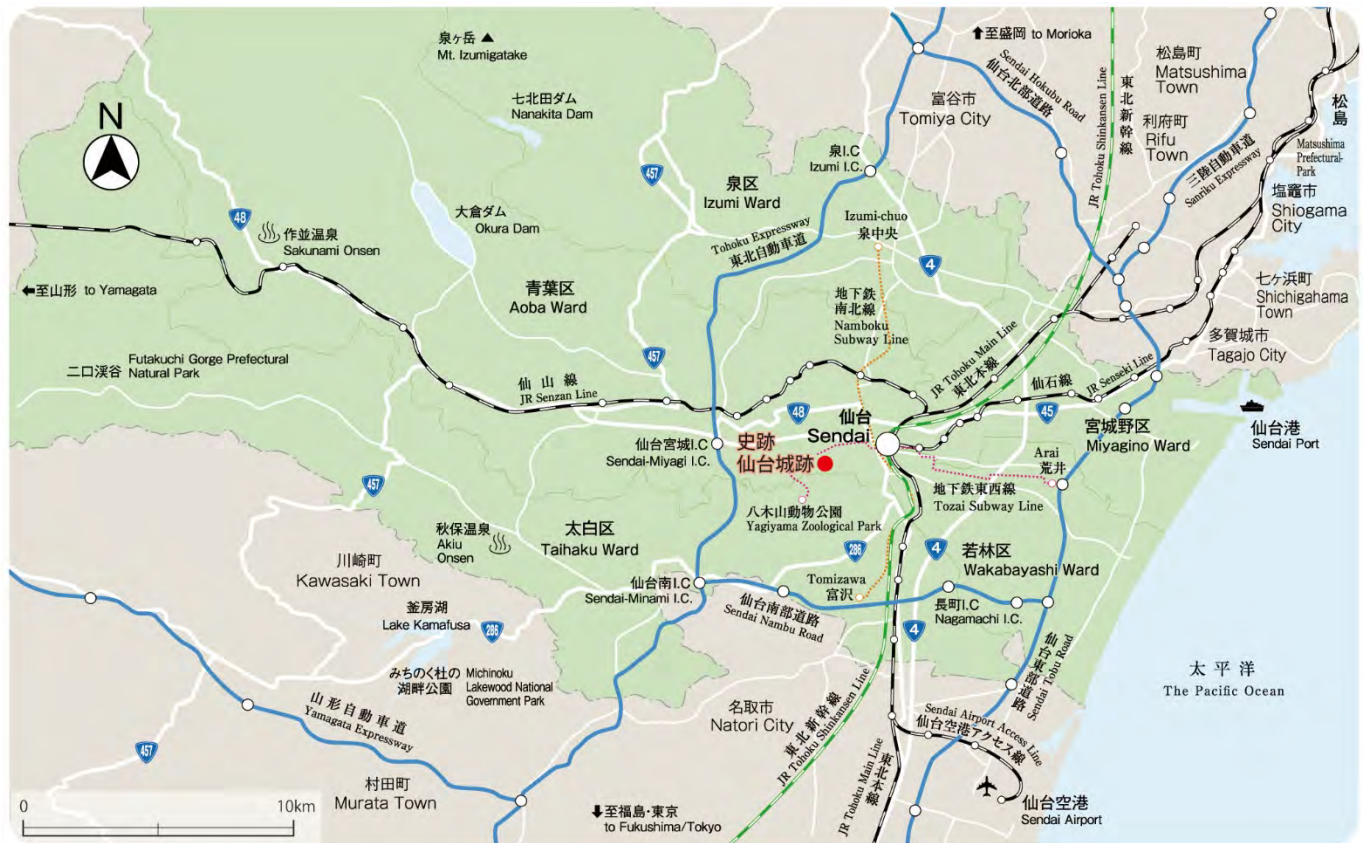 泉ヶ岳
Mt. Izumigatake
N
七北田ダム
Nanakita Dam
至盛岡 to Morioka
Sendai Hokubu Road
仙台北部道路
富谷市
Tomiya City
JR Tohoku Shinkansen Line
東北新幹線
松島町
Matsushima
Town
利府町
Rifu
Town
三陸自動車道
Sanriku Expressway
松島
Matsushima
Prefectural-
Park
塩竈市
Shiogama
City
七ヶ浜町
Shichigahama
Town
多賀城市
Tagajo City
457
泉I.C
Izumi I.C.
泉区
Izumi Ward
48
作並温泉
Sakunami Onsen
大倉ダム
Okura Dam
Tohoku Expressway
東北自動車道
Izumi-chuo
泉中央
4
地下鉄
南北線
Namboku
Subway Line
至山形 to Yamagata
青葉区
Aoba Ward
457
二口渓谷
Futakuchi Gorge Prefectural
Natural Park
仙山線
JR Senzan Line
JR Tohoku Main Line
東北本線
仙石線
JR Senseki Line
48
45
仙台
Sendai
宮城野区
Miyagino Ward
仙台港
Sendai Port
仙台宮城I.C
Sendai-Miyagi I.C.
史跡
仙台城跡
Arai
荒井
地下鉄東西線
Tozai Subway Line
八木山動物公園
Yagiyama Zoological Park
457
秋保温泉
Akiu
Onsen
太白区
Taihaku Ward
286
4
若林区
Wakabayashi Ward
川崎町
Kawasaki Town
仙台南I.C
Sendai-Minami I.C.
Tomizawa
富沢
仙台南部道路
Sendai Nambu Road
長町I.C
Nagamachi I.C.
釜房湖
Lake Kamafusa
286
4
仙台東部道路
Sendai Tobu Road
太平洋
The Pacific Ocean
みちのく杜の
湖畔公園
Michinoku
Lakewood National
Government Park
名取市
Natori City
東北新幹線
JR Tohoku Shinkansen Line
Sendai Airport Access Line
仙台空港アクセス線
山形自動車道
Yamagata Expressway
457
JR Tohoku Main Line
東北本線
村田町
Murata Town
0
10km
至福島・東京
to Fukushima/Tokyo
仙台空港
Sendai Airport